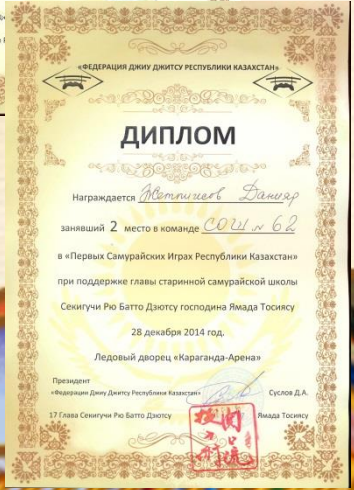 «ФЕДЕРАЦИЯ ДЖИУ ДЖИТСУ РЕСПУБЛИКИ КАЗАХСТАН»
ДИПЛОМ
Награждается Данияр
занявший 2 место в команде СОШ № 62
в «Первых Самурайских Играх Республики Казахстан»
при поддержке главы старинной самурайской школы
Секигучи Рю Батто Дзютсу господина Ямада Тосиясу
28 декабря 2014 год.
Ледовый дворец «Караганда-Арена»
Президент
«Федерация Джиу Джитсу Республики Казахстан» Суслов Д.А.
17 Глава Секигучи Рю Батто Дзютсу Ямада Тосиясу